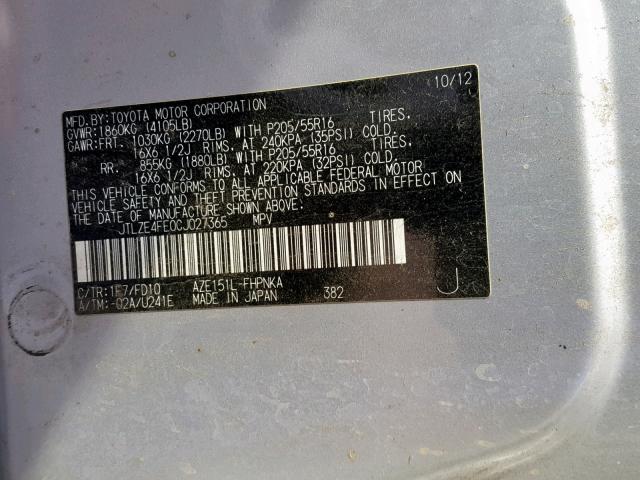 10/12
MFD.BY:TOYOTA MOTOR CORPORATION
GVWR:1860KG (4105LB)
GAWR:FRT. 1030KG (2270LB) WITH P205/55R16 TIRES,
16X6 1/2J RIMS, AT 240KPA (35PSI) COLD.
RR. 855KG (1880LB) WITH P205/55R16 TIRES,
16X6 1/2J RIMS, AT 220KPA (32PSI) COLD.
THIS VEHICLE CONFORMS TO ALL APPLICABLE FEDERAL MOTOR
VEHICLE SAFETY AND THEFT PREVENTION STANDARDS IN EFFECT ON
THE DATE OF MANUFACTURE SHOWN ABOVE.
JTLZE4FE0CJ027365 MPV
C/TR:1F7/FD10 AZE151L-FHPNKA
A/TM:-02A/U241E MADE IN JAPAN 382 J